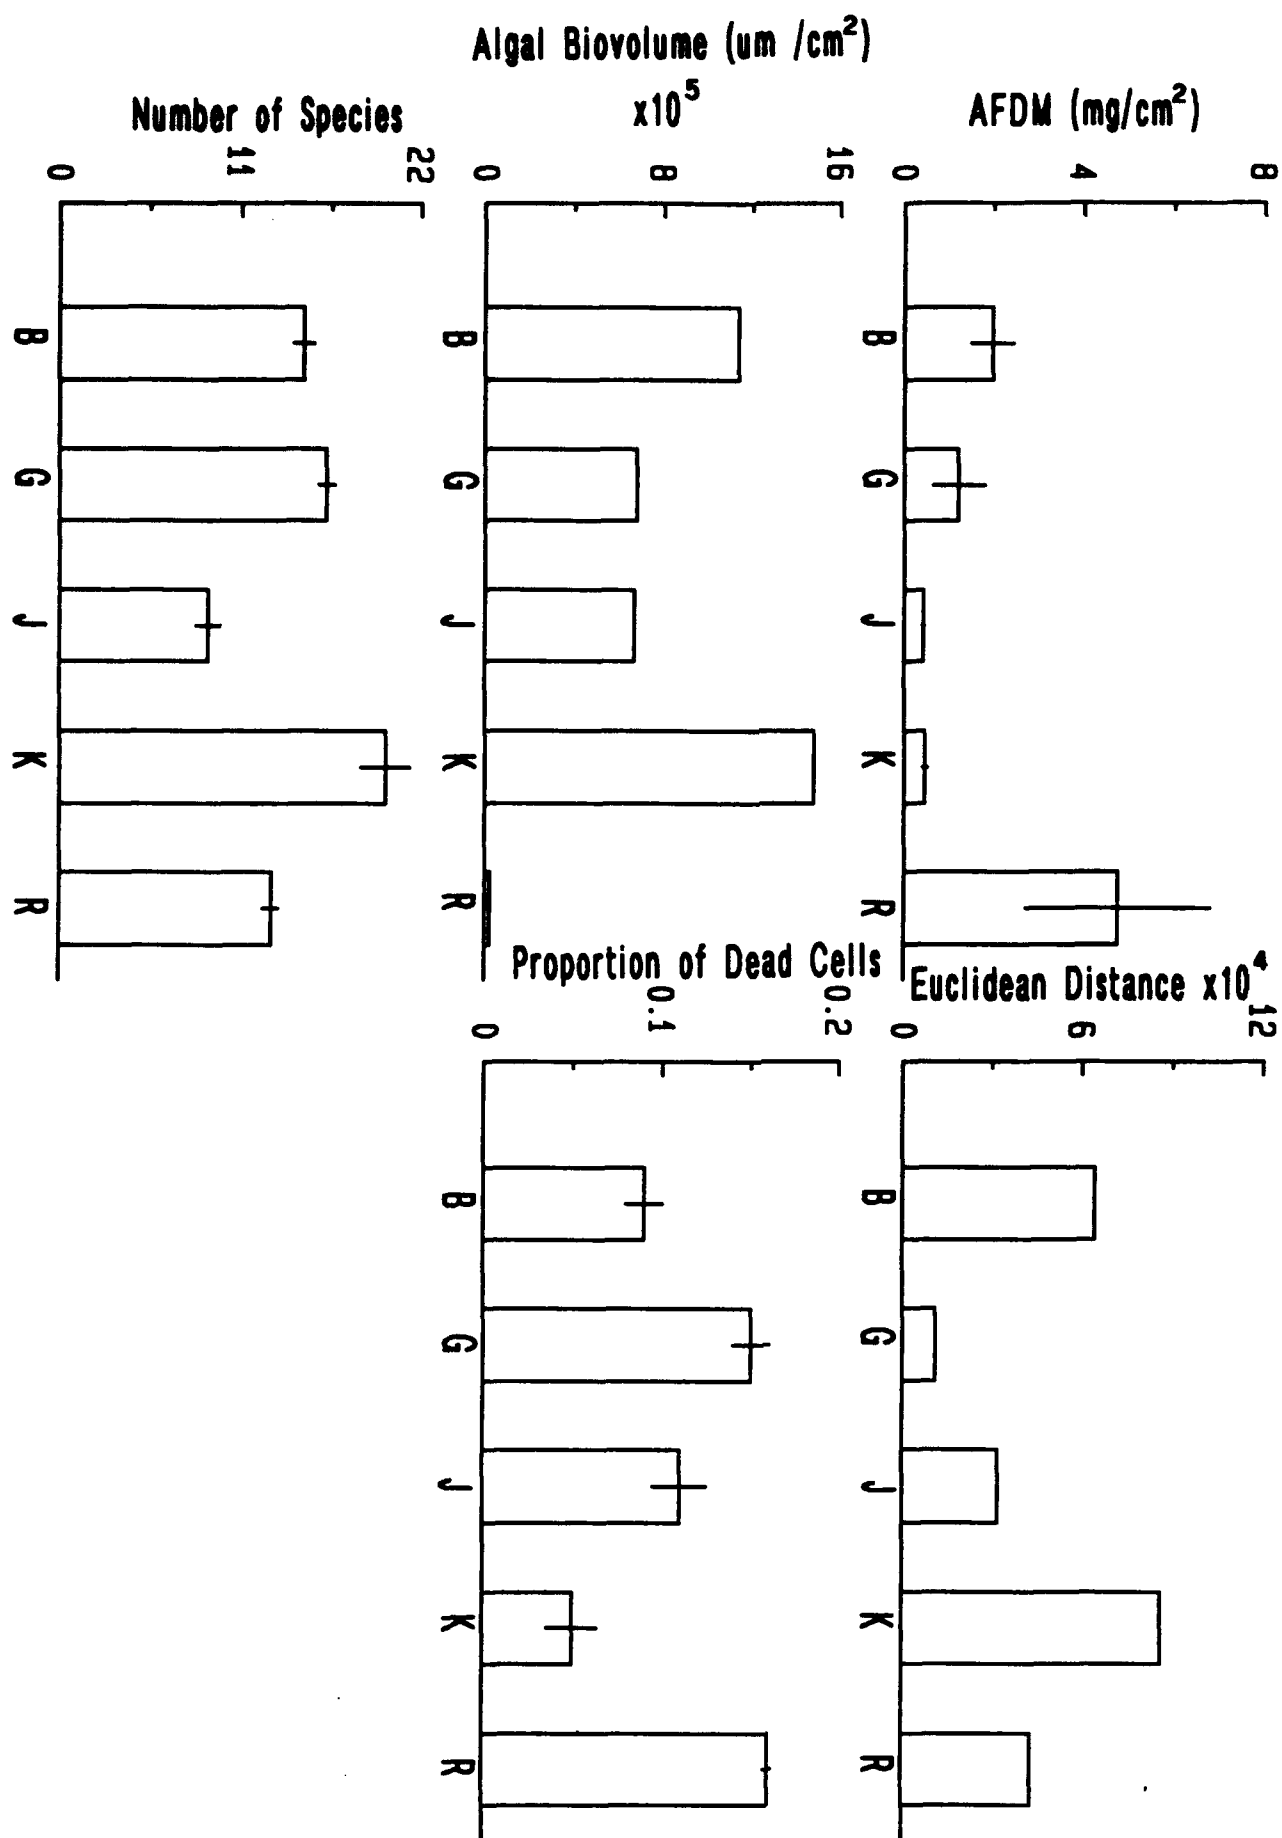 AFDM (mg/cm²)
0 4 8
B G J K R
Algal Biovolume (um /cm²)
x10⁵
0 8 16
B G J K R
Number of Species
0 11 22
B G J K R
Euclidean Distance x10⁴
0 6 12
B G J K R
Proportion of Dead Cells
0 0.1 0.2
B G J K R